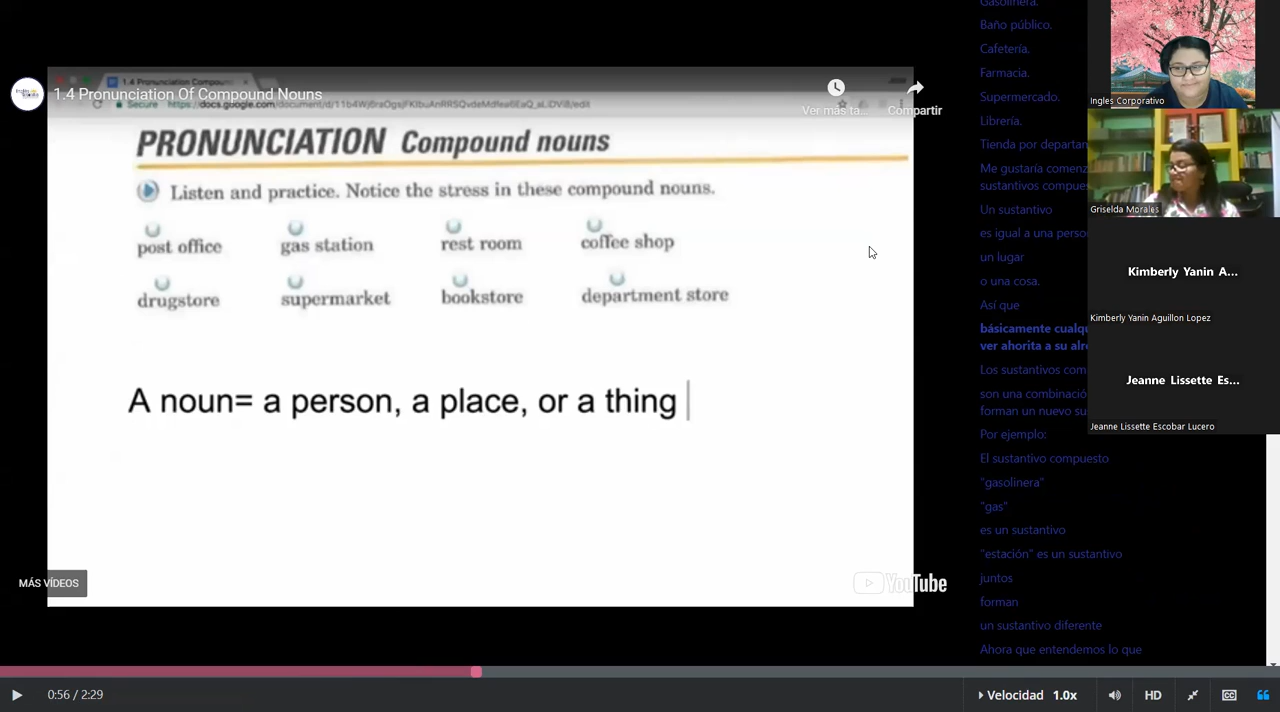 1.4 Pronunciation Of Compound Nouns
Ver más ta...
Compartir
PRONUNCIATION Compound nouns
Listen and practice. Notice the stress in these compound nouns.
post office gas station rest room coffee shop
drugstore supermarket bookstore department store
A noun= a person, a place, or a thing
MÁS VÍDEOS
YouTube
0:56 / 2:29
Velocidad 1.0x
HD
CC
Gasolinera.
Baño público.
Cafetería.
Farmacia.
Supermercado.
Librería.
Tienda por departan
Me gustaría comenz
sustantivos compues
Un sustantivo
es igual a una perso
un lugar
o una cosa.
Así que
básicamente cualqu
ver ahorita a su alre
Los sustantivos com
son una combinació
forman un nuevo su
Por ejemplo:
El sustantivo compuesto
"gasolinera"
"gas"
es un sustantivo
"estación" es un sustantivo
juntos
forman
un sustantivo diferente
Ahora que entendemos lo que
Ingles Corporativo
Griselda Morales
Kimberly Yanin A...
Kimberly Yanin Aguillon Lopez
Jeanne Lissette Es...
Jeanne Lissette Escobar Lucero